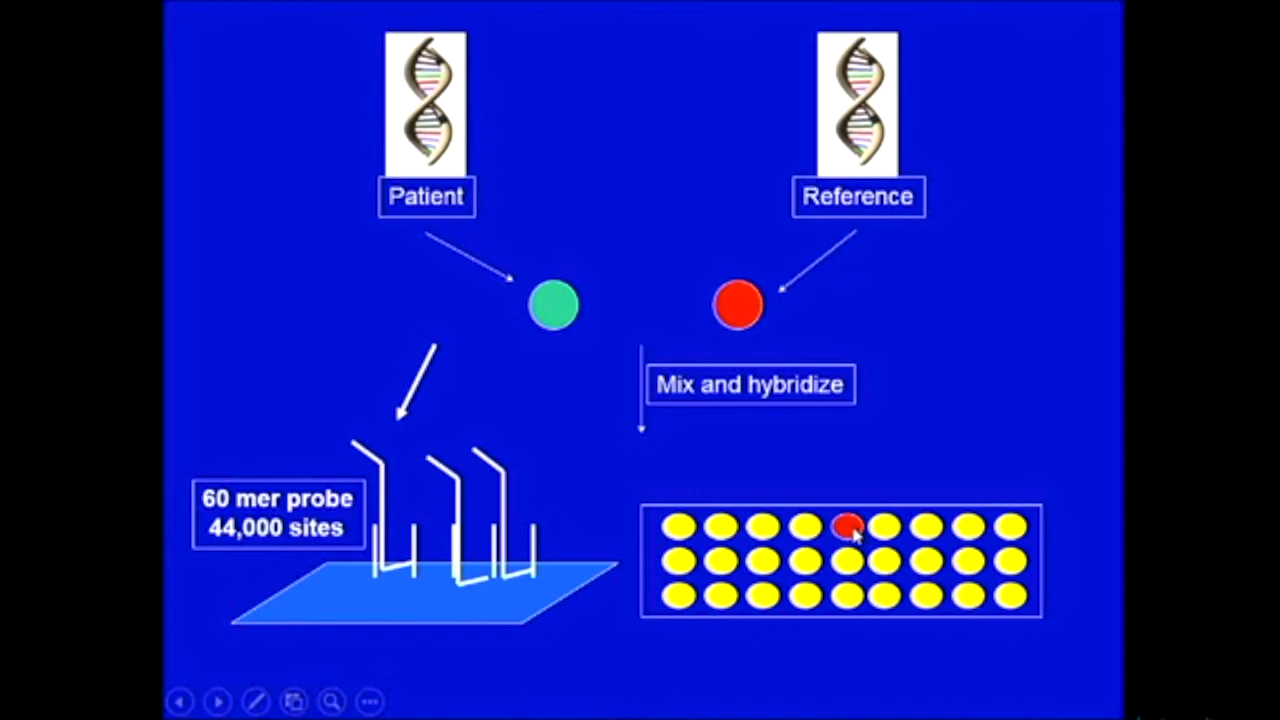 Patient
Reference
Mix and hybridize
60 mer probe
44,000 sites